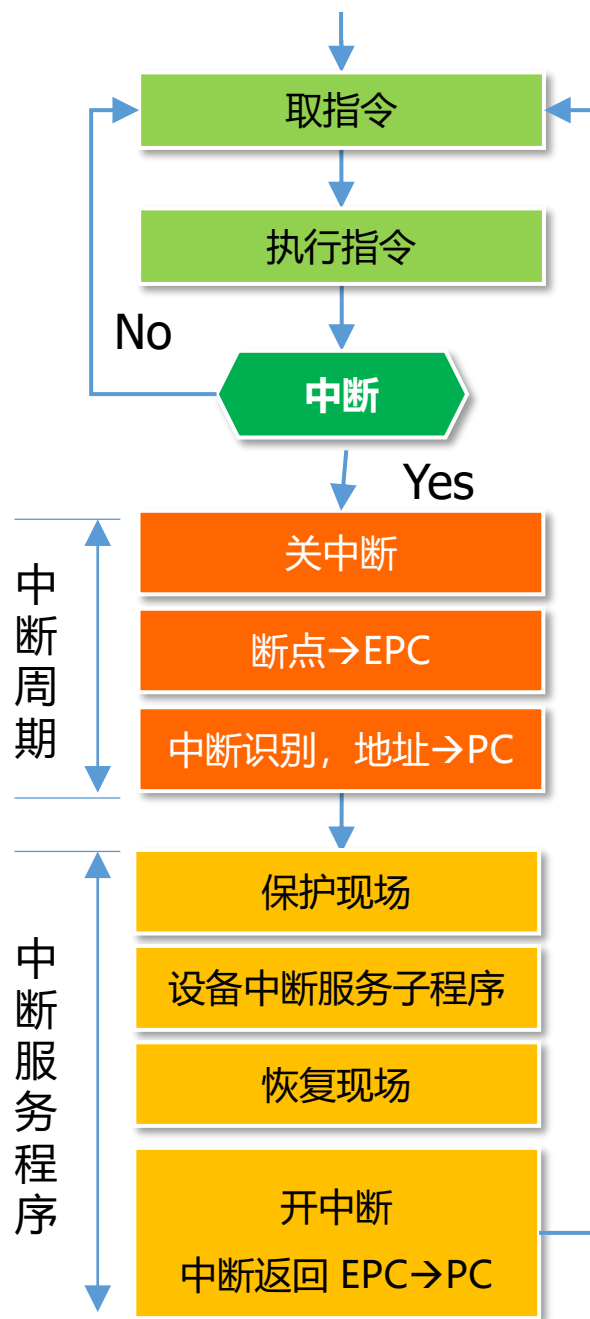 取指令
执行指令
No
中断
Yes
中断周期
关中断
断点→EPC
中断识别，地址→PC
中断服务程序
保护现场
设备中断服务子程序
恢复现场
开中断
中断返回 EPC→PC